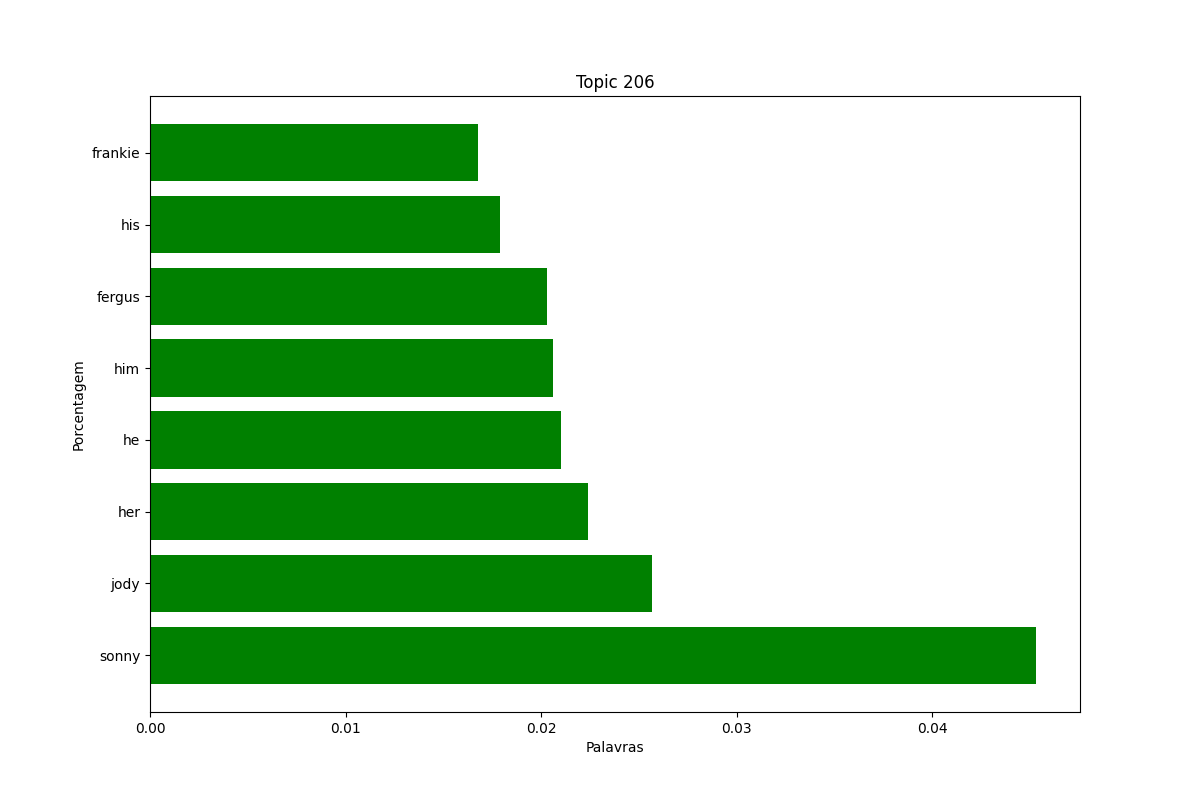 Topic 206
frankie
his
fergus
him
he
her
jody
sonny
Porcentagem
0.00 0.01 0.02 0.03 0.04
Palavras